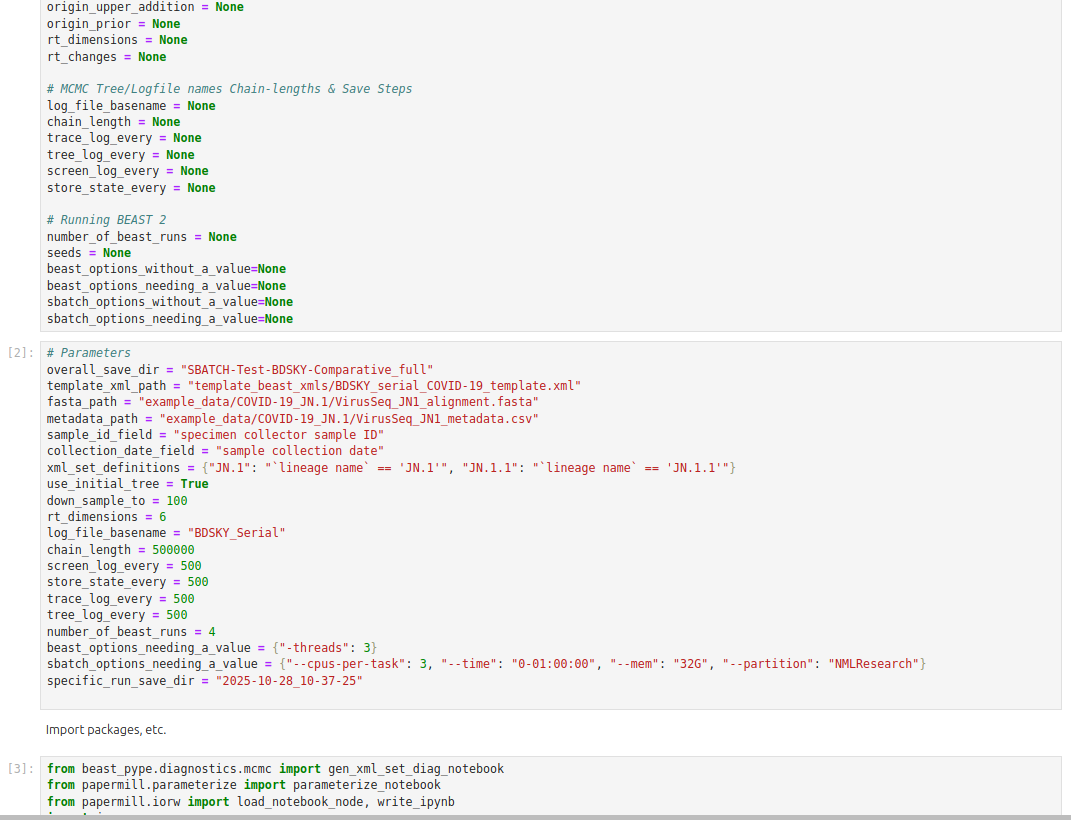 origin_upper_addition = None
origin_prior = None
rt_dimensions = None
rt_changes = None
# MCMC Tree/Logfile names Chain-lengths & Save Steps
log_file_basename = None
chain_length = None
trace_log_every = None
tree_log_every = None
screen_log_every = None
store_state_every = None
# Running BEAST 2
number_of_beast_runs = None
seeds = None
beast_options_without_a_value=None
beast_options_needing_a_value=None
sbatch_options_without_a_value=None
sbatch_options_needing_a_value=None
[2]: # Parameters
overall_save_dir = "SBATCH-Test-BDSKY-Comparative_full"
template_xml_path = "template_beast_xmls/BDSKY_serial_COVID-19_template.xml"
fasta_path = "example_data/COVID-19_JN.1/VirusSeq_JN1_alignment.fasta"
metadata_path = "example_data/COVID-19_JN.1/VirusSeq_JN1_metadata.csv"
sample_id_field = "specimen collector sample ID"
collection_date_field = "sample collection date"
xml_set_definitions = {"JN.1": "`lineage name` == 'JN.1'", "JN.1.1": "`lineage name` == 'JN.1.1'"}
use_initial_tree = True
down_sample_to = 100
rt_dimensions = 6
log_file_basename = "BDSKY_Serial"
chain_length = 500000
screen_log_every = 500
store_state_every = 500
trace_log_every = 500
tree_log_every = 500
number_of_beast_runs = 4
beast_options_needing_a_value = {"-threads": 3}
sbatch_options_needing_a_value = {"--cpus-per-task": 3, "--time": "0-01:00:00", "--mem": "32G", "--partition": "NMLResearch"}
specific_run_save_dir = "2025-10-28_10-37-25"
Import packages, etc.
[3]: from beast_pype.diagnostics.mcmc import gen_xml_set_diag_notebook
from papermill.parameterize import parameterize_notebook
from papermill.iorw import load_notebook_node, write_ipynb